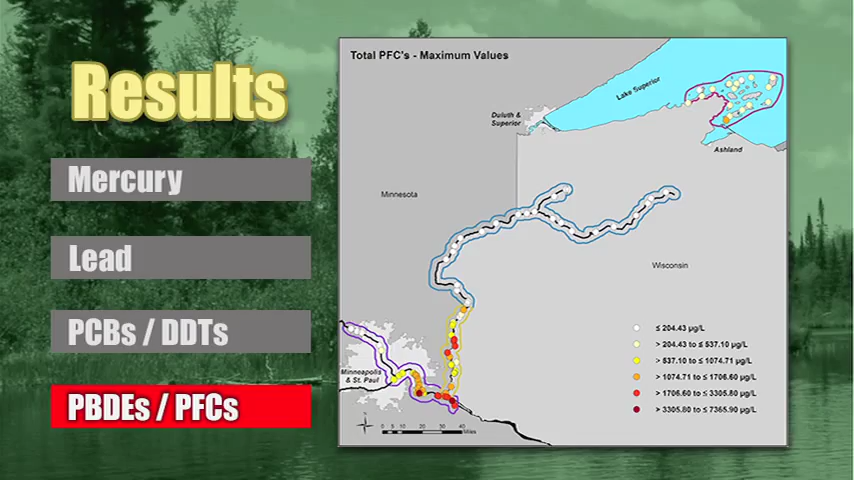 Results
Mercury
Lead
PCBs / DDTs
PBDEs / PFCs
Total PFC's - Maximum Values
Lake Superior
Duluth &
Superior
Ashland
Minnesota
Wisconsin
Minneapolis
& St. Paul
≤ 204.43 µg/L
> 204.43 to ≤ 537.10 µg/L
> 537.10 to ≤ 1074.71 µg/L
> 1074.71 to ≤ 1706.60 µg/L
> 1706.60 to ≤ 3305.80 µg/L
> 3305.80 to ≤ 7365.90 µg/L
0 5 10 20 30 40
Miles